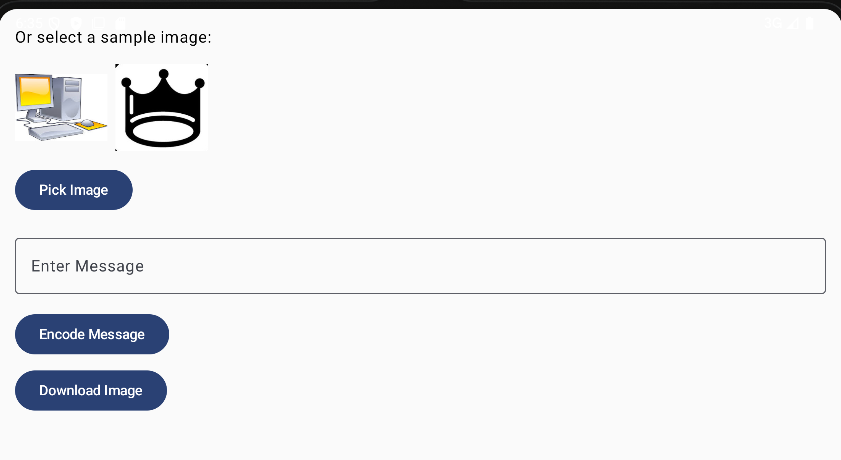 Or select a sample image:
Pick Image
Enter Message
Encode Message
Download Image